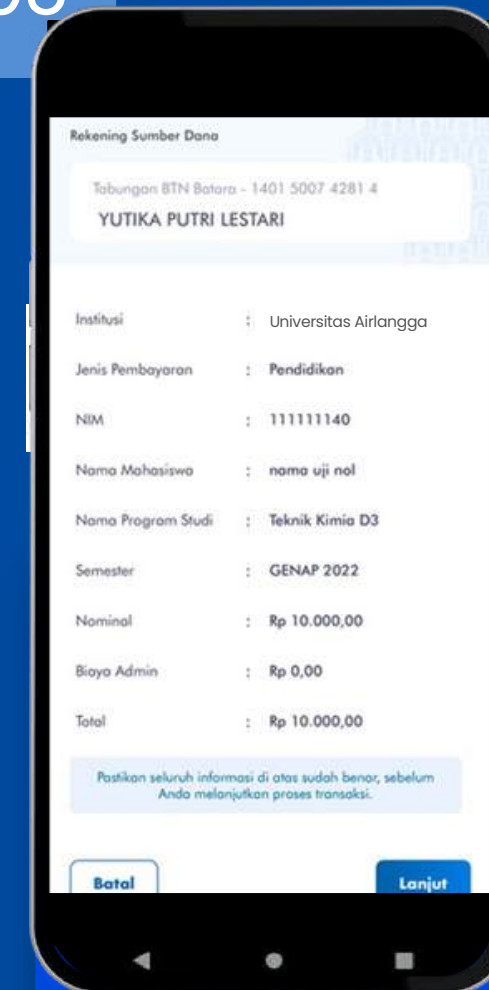 Rekening Sumber Dana
Tabungan BTN Batara - 1401 5007 4281 4
YUTIKA PUTRI LESTARI
Institusi : Universitas Airlangga
Jenis Pembayaran : Pendidikan
NIM : 111111140
Nama Mahasiswa : nama uji nol
Nama Program Studi : Teknik Kimia D3
Semester : GENAP 2022
Nominal : Rp 10.000,00
Biaya Admin : Rp 0,00
Total : Rp 10.000,00
Pastikan seluruh informasi di atas sudah benar, sebelum
Anda melanjutkan proses transaksi.
Batal Lanjut